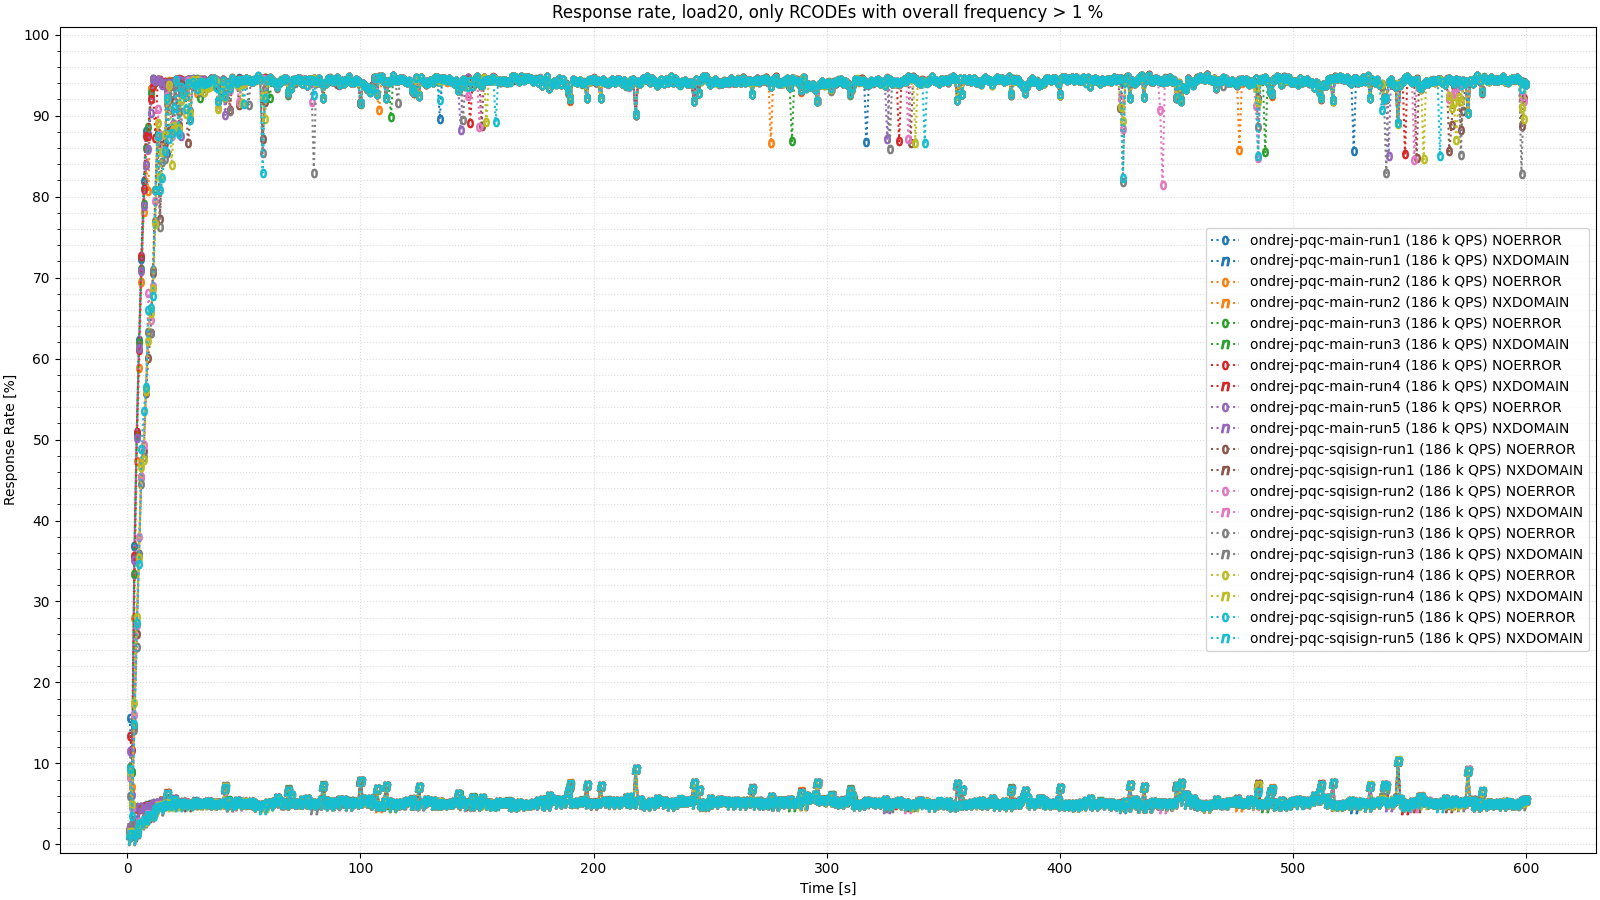 Response rate, load20, only RCODEs with overall frequency > 1 %
Response Rate [%]
100
90
80
70
60
50
40
30
20
10
0
ondrej-pqc-main-run1 (186 k QPS) NOERROR
ondrej-pqc-main-run1 (186 k QPS) NXDOMAIN
ondrej-pqc-main-run2 (186 k QPS) NOERROR
ondrej-pqc-main-run2 (186 k QPS) NXDOMAIN
ondrej-pqc-main-run3 (186 k QPS) NOERROR
ondrej-pqc-main-run3 (186 k QPS) NXDOMAIN
ondrej-pqc-main-run4 (186 k QPS) NOERROR
ondrej-pqc-main-run4 (186 k QPS) NXDOMAIN
ondrej-pqc-main-run5 (186 k QPS) NOERROR
ondrej-pqc-main-run5 (186 k QPS) NXDOMAIN
ondrej-pqc-sqisign-run1 (186 k QPS) NOERROR
ondrej-pqc-sqisign-run1 (186 k QPS) NXDOMAIN
ondrej-pqc-sqisign-run2 (186 k QPS) NOERROR
ondrej-pqc-sqisign-run2 (186 k QPS) NXDOMAIN
ondrej-pqc-sqisign-run3 (186 k QPS) NOERROR
ondrej-pqc-sqisign-run3 (186 k QPS) NXDOMAIN
ondrej-pqc-sqisign-run4 (186 k QPS) NOERROR
ondrej-pqc-sqisign-run4 (186 k QPS) NXDOMAIN
ondrej-pqc-sqisign-run5 (186 k QPS) NOERROR
ondrej-pqc-sqisign-run5 (186 k QPS) NXDOMAIN
0 100 200 300 400 500 600
Time [s]